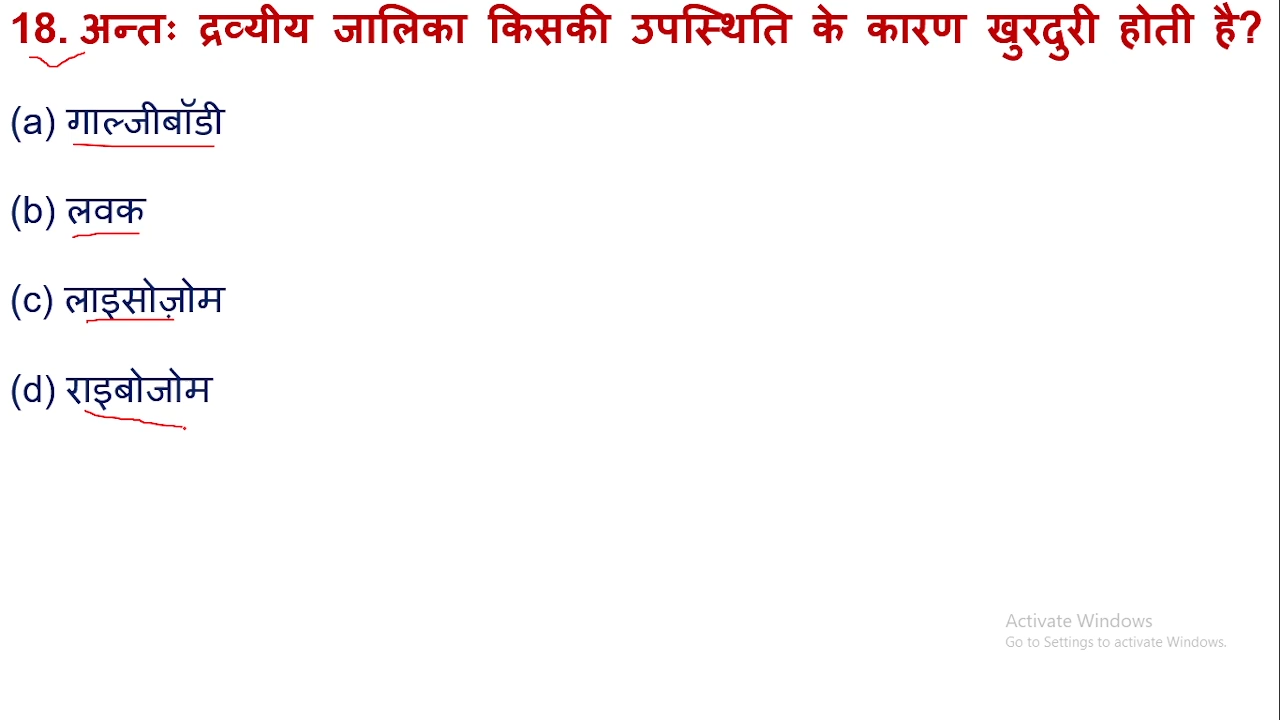 18. अन्तः द्रव्यीय जालिका किसकी उपस्थिति के कारण खुरदुरी होती है?
(a) गाल्जीबॉडी
(b) लवक
(c) लाइसोज़ोम
(d) राइबोजोम
Activate Windows
Go to Settings to activate Windows.